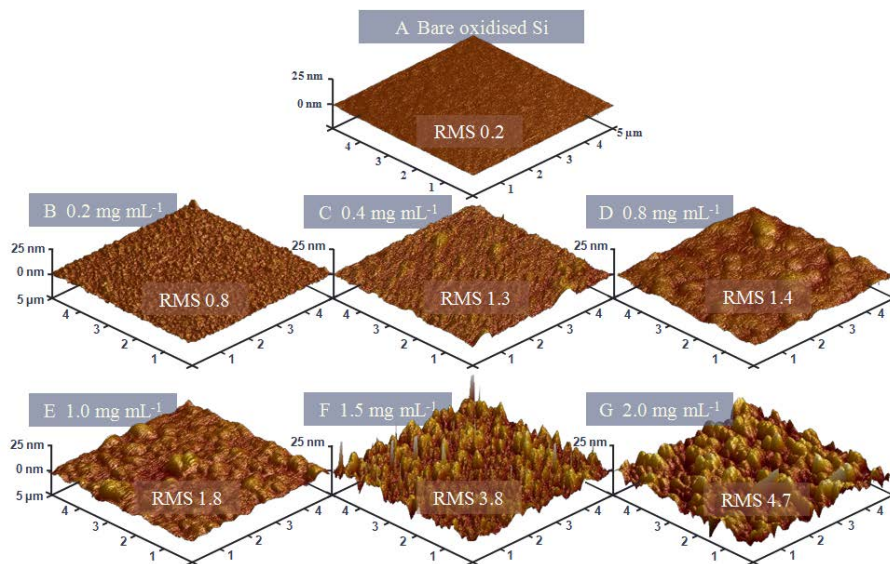 A Bare oxidised Si
25 nm
0 nm
RMS 0.2
5 µm
4 3 2 1 1 2 3 4
B 0.2 mg mL⁻¹
C 0.4 mg mL⁻¹
D 0.8 mg mL⁻¹
25 nm 25 nm 25 nm
0 nm
5 µm
RMS 0.8
RMS 1.3
RMS 1.4
4 3 2 1 1 2 3 4 4 3 2 1 1 2 3 4 4 3 2 1 1 2 3 4
E 1.0 mg mL⁻¹
F 1.5 mg mL⁻¹
G 2.0 mg mL⁻¹
25 nm 25 nm 25 nm
0 nm
5 µm
RMS 1.8
RMS 3.8
RMS 4.7
4 3 2 1 1 2 3 4 4 3 2 1 1 2 3 4 4 3 2 1 1 2 3 4